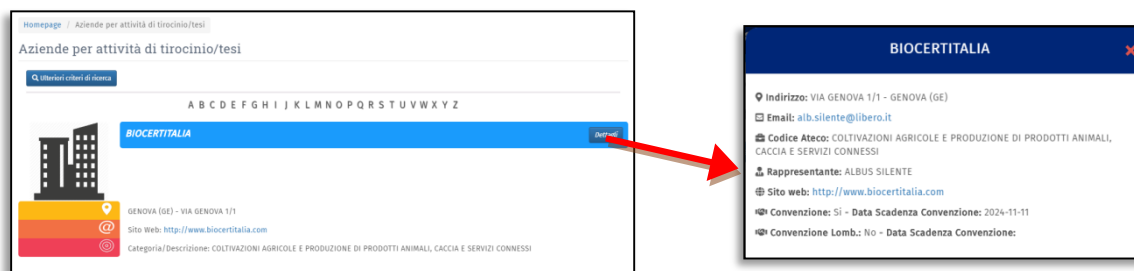 Homepage / Aziende per attività di tirocinio/tesi
Aziende per attività di tirocinio/tesi
Ulteriori criteri di ricerca
A B C D E F G H I J K L M N O P Q R S T U V W X Y Z
BIOCERTITALIA
Dettagli
GENOVA (GE) - VIA GENOVA 1/1
Sito Web: http://www.biocertitalia.com
Categoria/Descrizione: COLTIVAZIONI AGRICOLE E PRODUZIONE DI PRODOTTI ANIMALI, CACCIA E SERVIZI CONNESSI
BIOCERTITALIA
Indirizzo: VIA GENOVA 1/1 - GENOVA (GE)
Email: alb.silente@libero.it
Codice Ateco: COLTIVAZIONI AGRICOLE E PRODUZIONE DI PRODOTTI ANIMALI,
CACCIA E SERVIZI CONNESSI
Rappresentante: ALBUS SILENTE
Sito web: http://www.biocertitalia.com
Convenzione: Sì - Data Scadenza Convenzione: 2024-11-11
Convenzione Lomb.: No - Data Scadenza Convenzione: